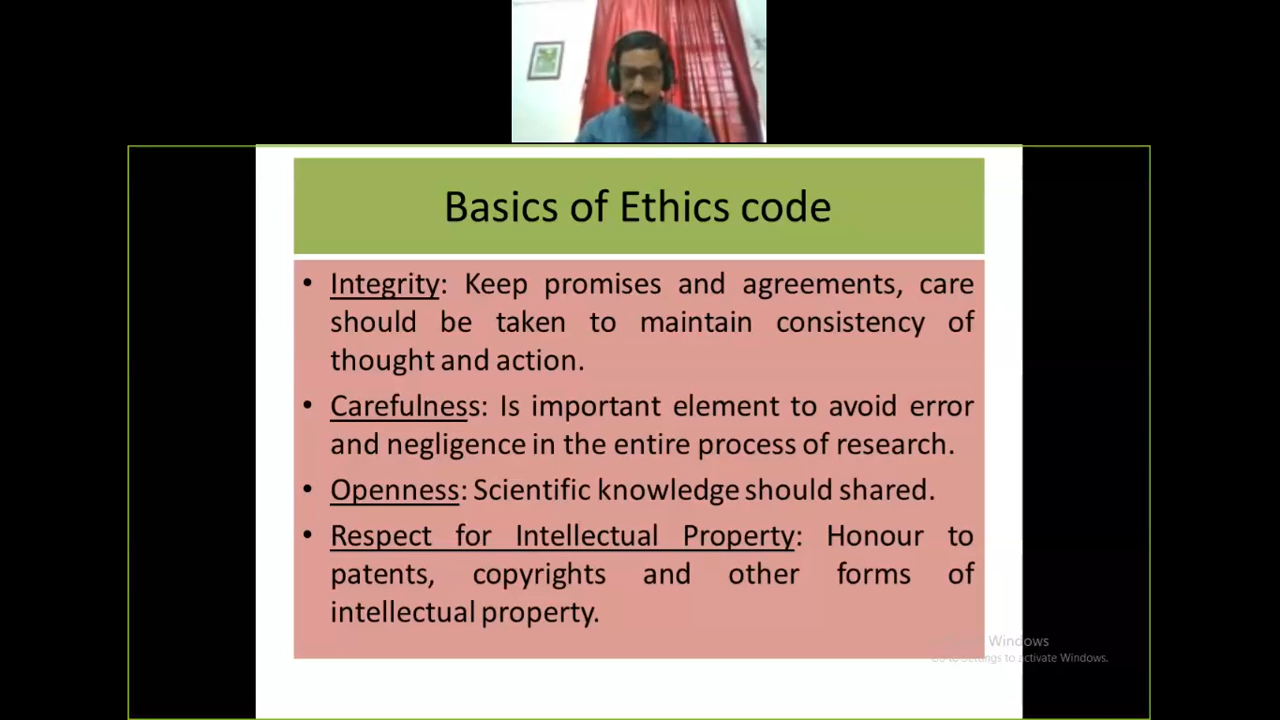 Basics of Ethics code
• Integrity: Keep promises and agreements, care
should be taken to maintain consistency of
thought and action.
• Carefulness: Is important element to avoid error
and negligence in the entire process of research.
• Openness: Scientific knowledge should shared.
• Respect for Intellectual Property: Honour to
patents, copyrights and other forms of
intellectual property.
Windows
to activate Windows.